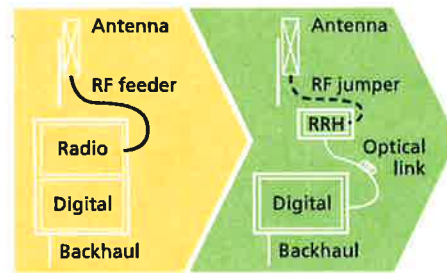 Antenna
RF feeder
Radio
Digital
Backhaul
Antenna
RF jumper
RRH
Optical
link
Digital
Backhaul